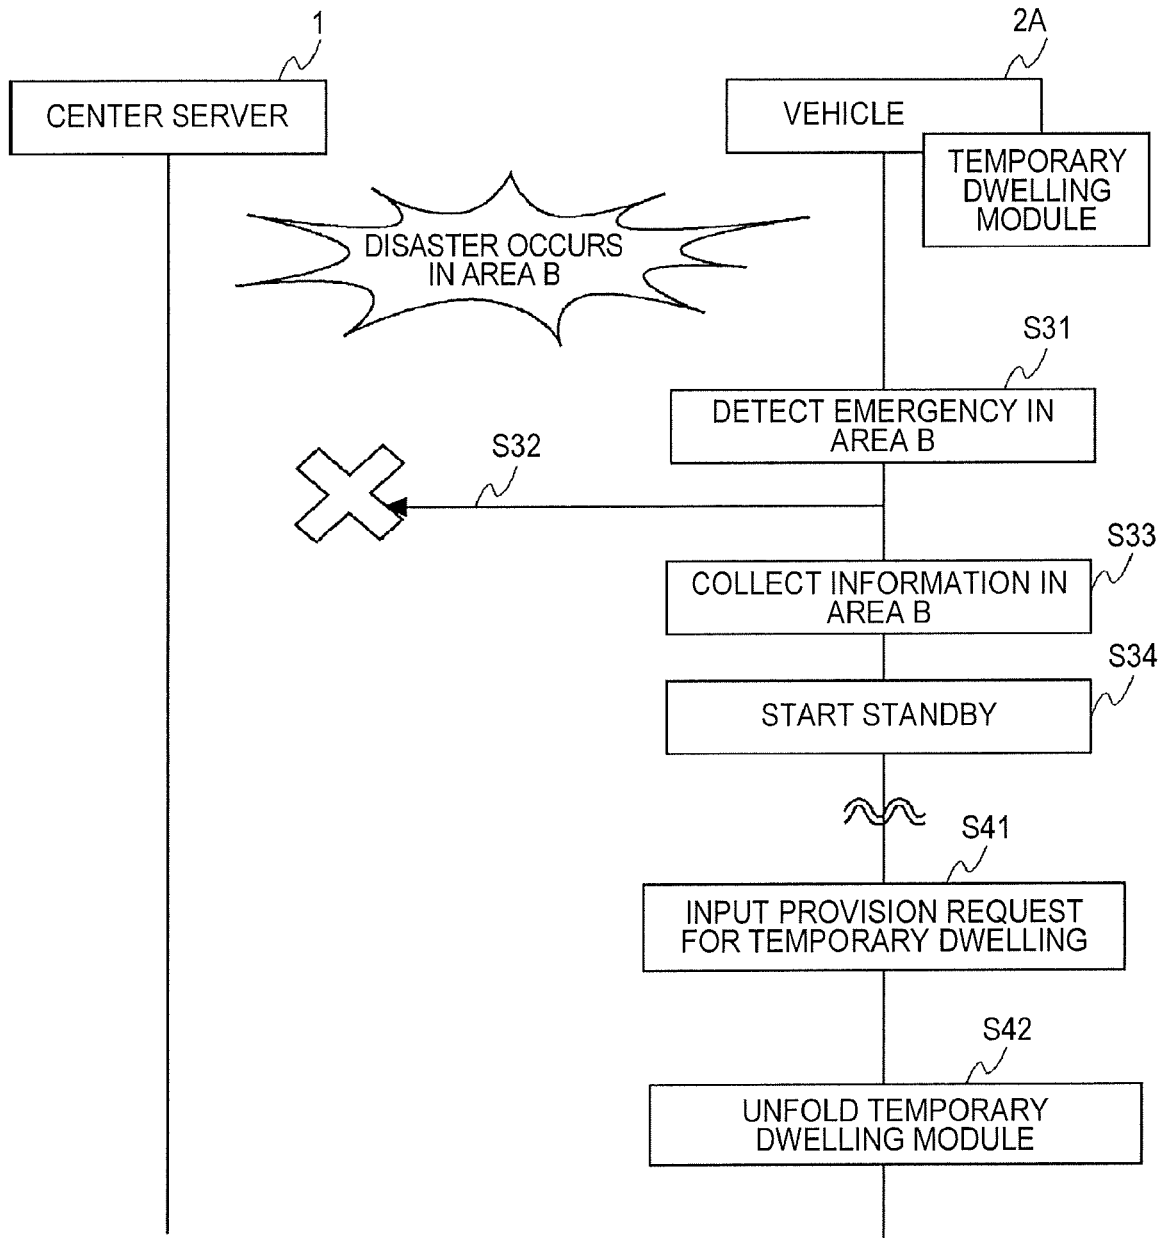 1
2A
CENTER SERVER
VEHICLE
TEMPORARY
DWELLING
MODULE
DISASTER OCCURS
IN AREA B
S31
DETECT EMERGENCY IN
AREA B
S32
S33
COLLECT INFORMATION IN
AREA B
S34
START STANDBY
S41
INPUT PROVISION REQUEST
FOR TEMPORARY DWELLING
S42
UNFOLD TEMPORARY
DWELLING MODULE